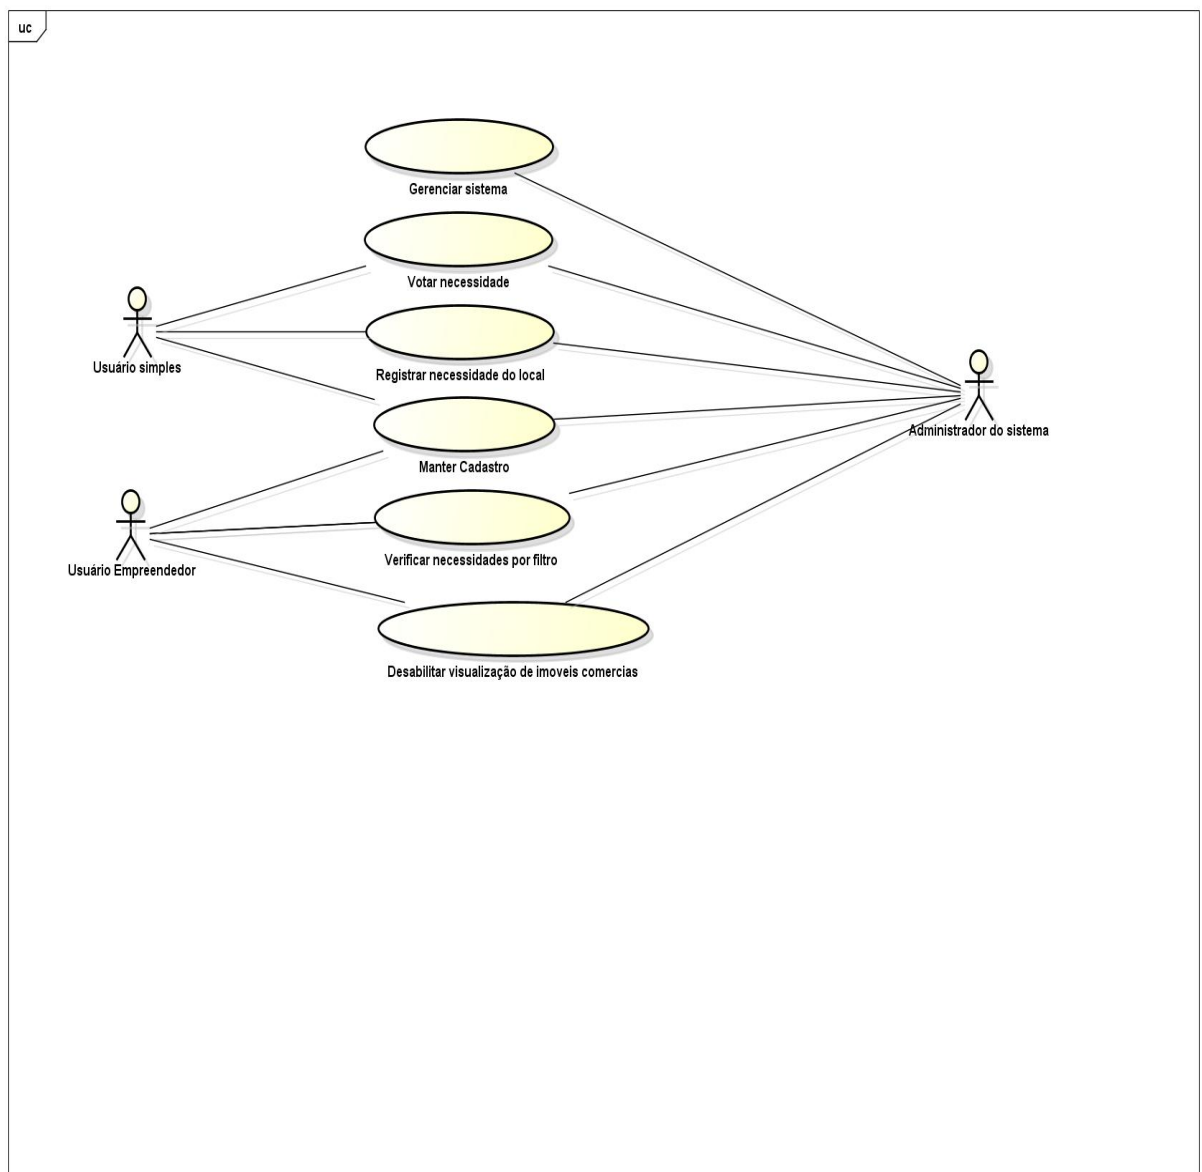 uc
Gerenciar sistema
Votar necessidade
Usuário simples
Registrar necessidade do local
Administrador do sistema
Manter Cadastro
Verificar necessidades por filtro
Usuário Empreendedor
Desabilitar visualização de imoveis comercias